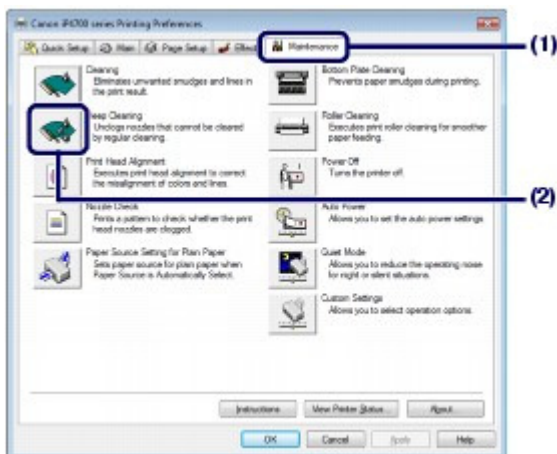 Canon iP4700 series Printing Preferences
Quick Setup Main Page Setup Effects Maintenance
(1)
Cleaning
Eliminates unwanted smudges and lines in
the print result.
Bottom Plate Cleaning
Prevents paper smudges during printing.
Deep Cleaning
Unclogs nozzles that cannot be cleared
by regular cleaning.
Roller Cleaning
Executes print roller cleaning for smoother
paper feeding.
Print Head Alignment
Executes print head alignment to correct
the misalignment of colors and lines.
Power Off
Turns the printer off.
(2)
Nozzle Check
Prints a pattern to check whether the print
head nozzles are clogged.
Auto Power
Allows you to set the auto power settings
Paper Source Setting for Plain Paper
Sets paper source for plain paper when
Paper Source is Automatically Select.
Quiet Mode
Allows you to reduce the operating noise
for night or silent situations.
Custom Settings
Allows you to select operation options.
Instructions View Printer Status... About
OK Cancel Apply Help